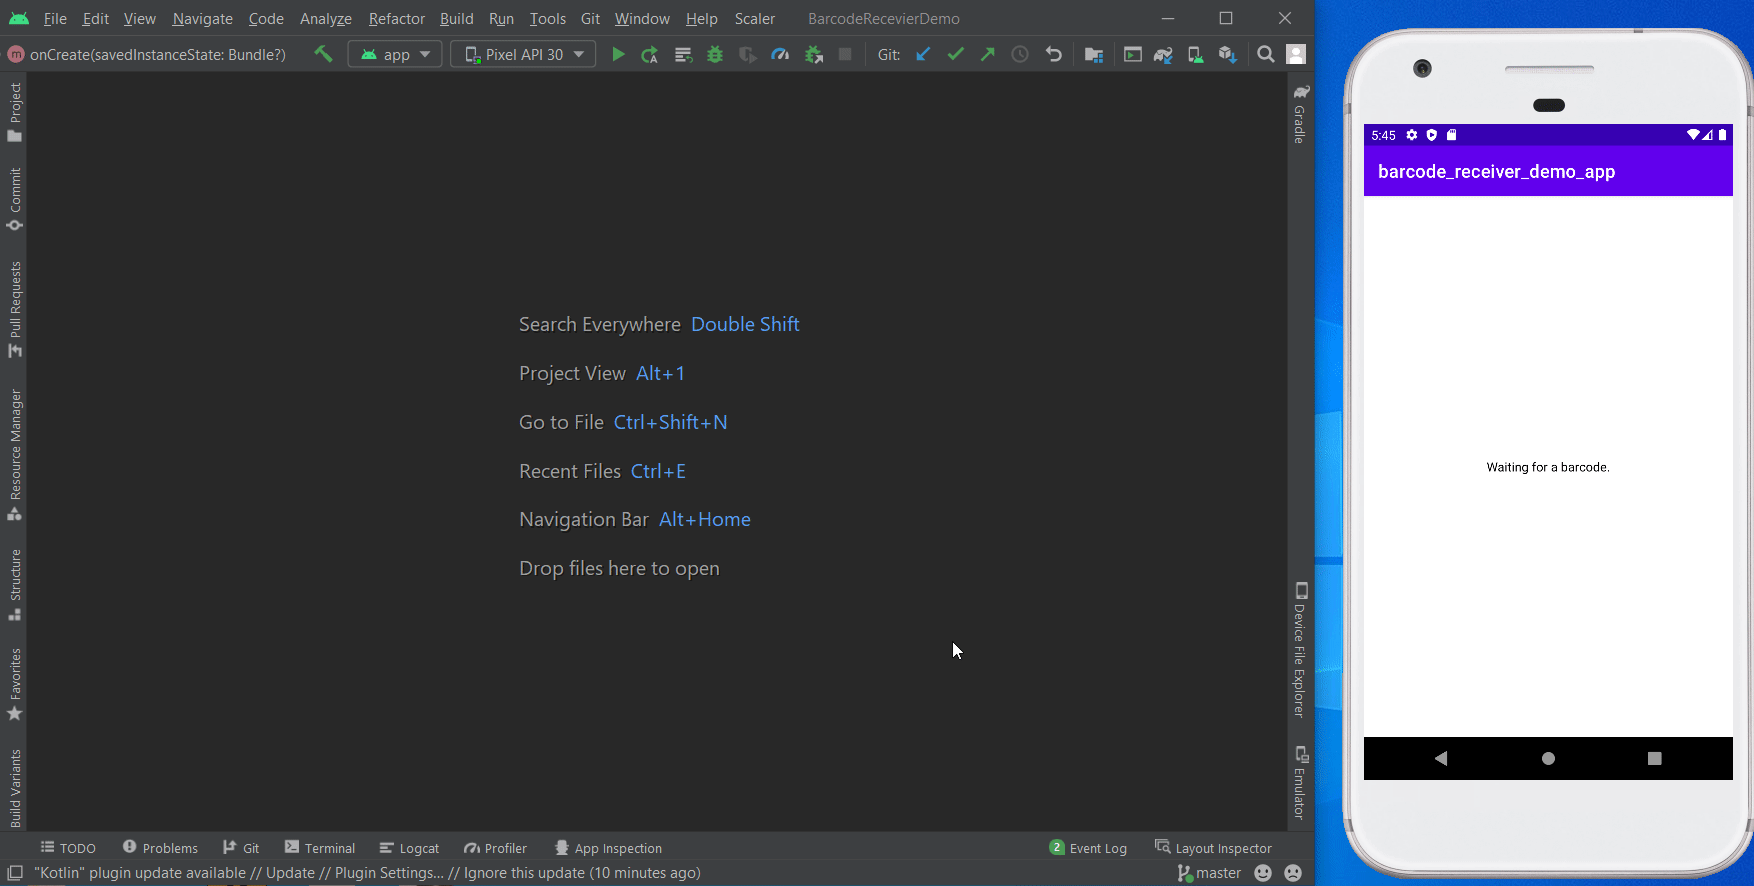 File Edit View Navigate Code Analyze Refactor Build Run Tools Git Window Help Scaler BarcodeRecevierDemo
m onCreate(savedInstanceState: Bundle?) app Pixel API 30 Git:
Project
Commit
Pull Requests
Resource Manager
Structure
Favorites
Build Variants
Search Everywhere Double Shift
Project View Alt+1
Go to File Ctrl+Shift+N
Recent Files Ctrl+E
Navigation Bar Alt+Home
Drop files here to open
Gradle
Device File Explorer
Emulator
TODO Problems Git Terminal Logcat Profiler App Inspection 2 Event Log Layout Inspector
"Kotlin" plugin update available // Update // Plugin Settings... // Ignore this update (10 minutes ago) master
5:45
barcode_receiver_demo_app
Waiting for a barcode.